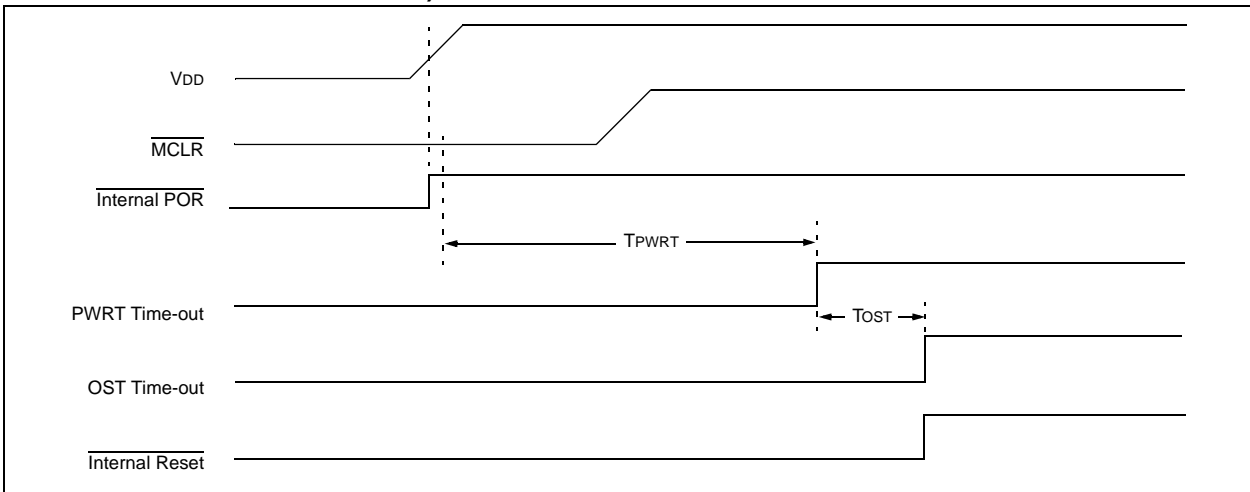 VDD
MCLR
Internal POR
TPWRT
PWRT Time-out
TOST
OST Time-out
Internal Reset